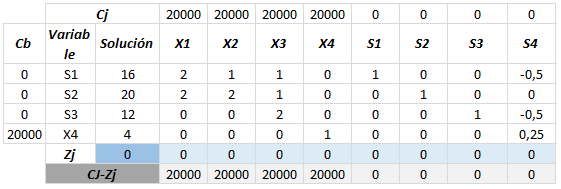 Cj 20000 20000 20000 20000 0 0 0 0
Cb Variab le Solución X1 X2 X3 X4 S1 S2 S3 S4
0 S1 16 2 1 1 0 1 0 0 -0,5
0 S2 20 2 2 1 0 0 1 0 0
0 S3 12 0 0 2 0 0 0 1 -0,5
20000 X4 4 0 0 0 1 0 0 0 0,25
Zj 0 0 0 0 0 0 0 0 0
CJ-Zj 20000 20000 20000 20000 0 0 0 0